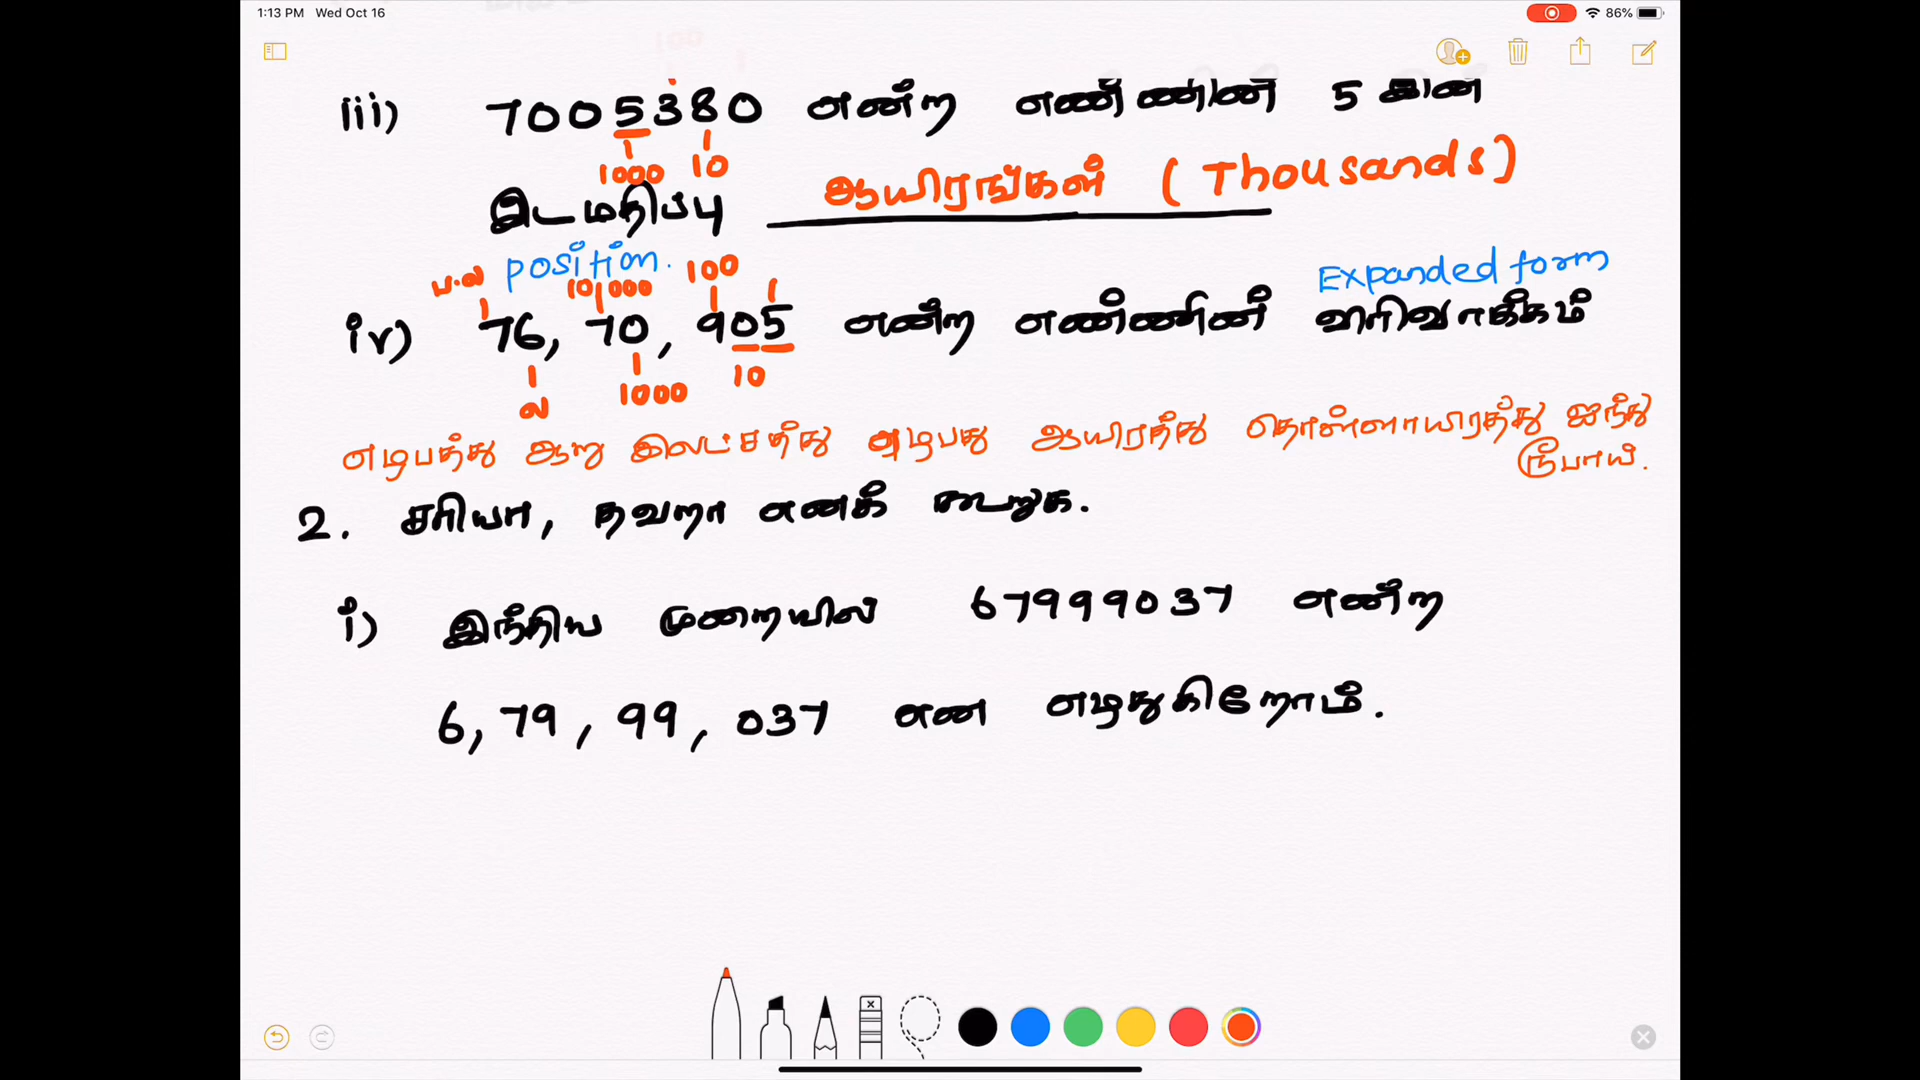 1:13 PM Wed Oct 16
86%
iii) 7005380 என்ற எண்ணின் 5 இன்
1000 10
இடமதிப்பு ஆயிரங்கள் (Thousands)
ப.ல position. 10,000 100 1 Expanded form
iv) 76, 70, 905 என்ற எண்ணின் விரிவாக்கம்
ல 1000 10
எழுபத்து ஆறு இலட்சத்து எழுபது ஆயிரத்து தொள்ளாயிரத்து ஐந்து
ரூபாய்.
2. சரியா, தவறா எனக் கூறுக.
i) இந்திய முறையில் 67999037 என்ற
6, 79, 99, 037 என எழுதுகிறோம்.